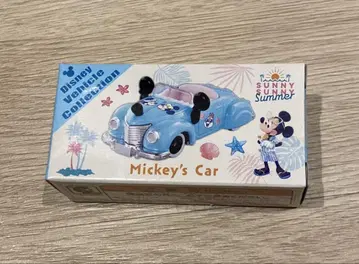 Disney
Vehicle
Collection
SUNNY
SUNNY
Summer
Mickey's Car